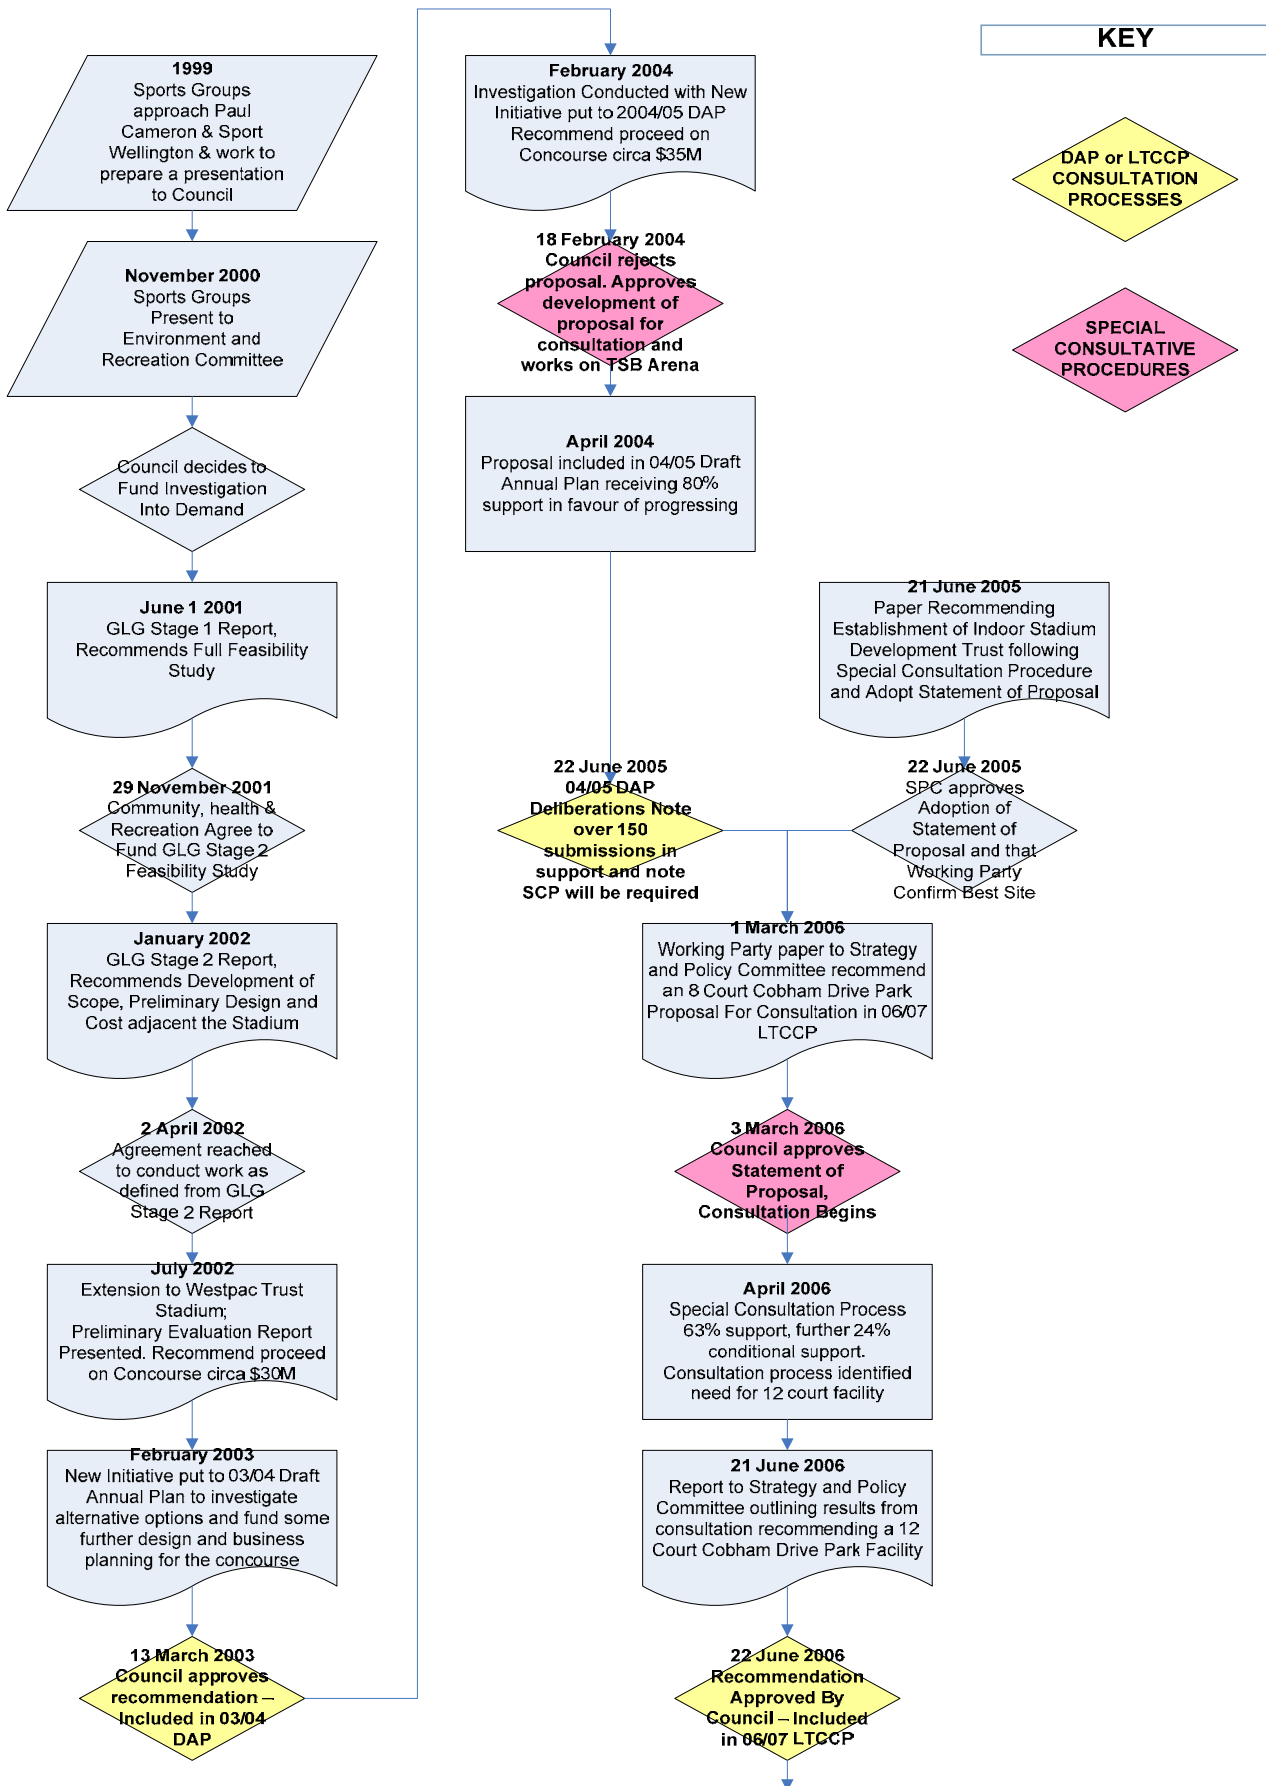 1999
Sports Groups
approach Paul
Cameron & Sport
Wellington & work to
prepare a presentation
to Council
November 2000
Sports Groups
Present to
Environment and
Recreation Committee
Council decides to
Fund Investigation
Into Demand
June 1 2001
GLG Stage 1 Report,
Recommends Full Feasibility
Study
29 November 2001
Community, health &
Recreation Agree to
Fund GLG Stage 2
Feasibility Study
January 2002
GLG Stage 2 Report,
Recommends Development of
Scope, Preliminary Design and
Cost adjacent the Stadium
2 April 2002
Agreement reached
to conduct work as
defined from GLG
Stage 2 Report
July 2002
Extension to Westpac Trust
Stadium;
Preliminary Evaluation Report
Presented. Recommend proceed
on Concourse circa $30M
February 2003
New Initiative put to 03/04 Draft
Annual Plan to investigate
alternative options and fund some
further design and business
planning for the concourse
13 March 2003
Council approves
recommendation –
Included in 03/04
DAP
February 2004
Investigation Conducted with New
Initiative put to 2004/05 DAP
Recommend proceed on
Concourse circa $35M
18 February 2004
Council rejects
proposal. Approves
development of
proposal for
consultation and
works on TSB Arena
April 2004
Proposal included in 04/05 Draft
Annual Plan receiving 80%
support in favour of progressing
22 June 2005
04/05 DAP
Deliberations Note
over 150
submissions in
support and note
SCP will be required
21 June 2005
Paper Recommending
Establishment of Indoor Stadium
Development Trust following
Special Consultation Procedure
and Adopt Statement of Proposal
22 June 2005
SPC approves
Adoption of
Statement of
Proposal and that
Working Party
Confirm Best Site
1 March 2006
Working Party paper to Strategy
and Policy Committee recommend
an 8 Court Cobham Drive Park
Proposal For Consultation in 06/07
LTCCP
3 March 2006
Council approves
Statement of
Proposal,
Consultation Begins
April 2006
Special Consultation Process
63% support, further 24%
conditional support.
Consultation process identified
need for 12 court facility
21 June 2006
Report to Strategy and Policy
Committee outlining results from
consultation recommending a 12
Court Cobham Drive Park Facility
22 June 2006
Recommendation
Approved By
Council – Included
in 06/07 LTCCP
KEY
DAP or LTCCP
CONSULTATION
PROCESSES
SPECIAL
CONSULTATIVE
PROCEDURES